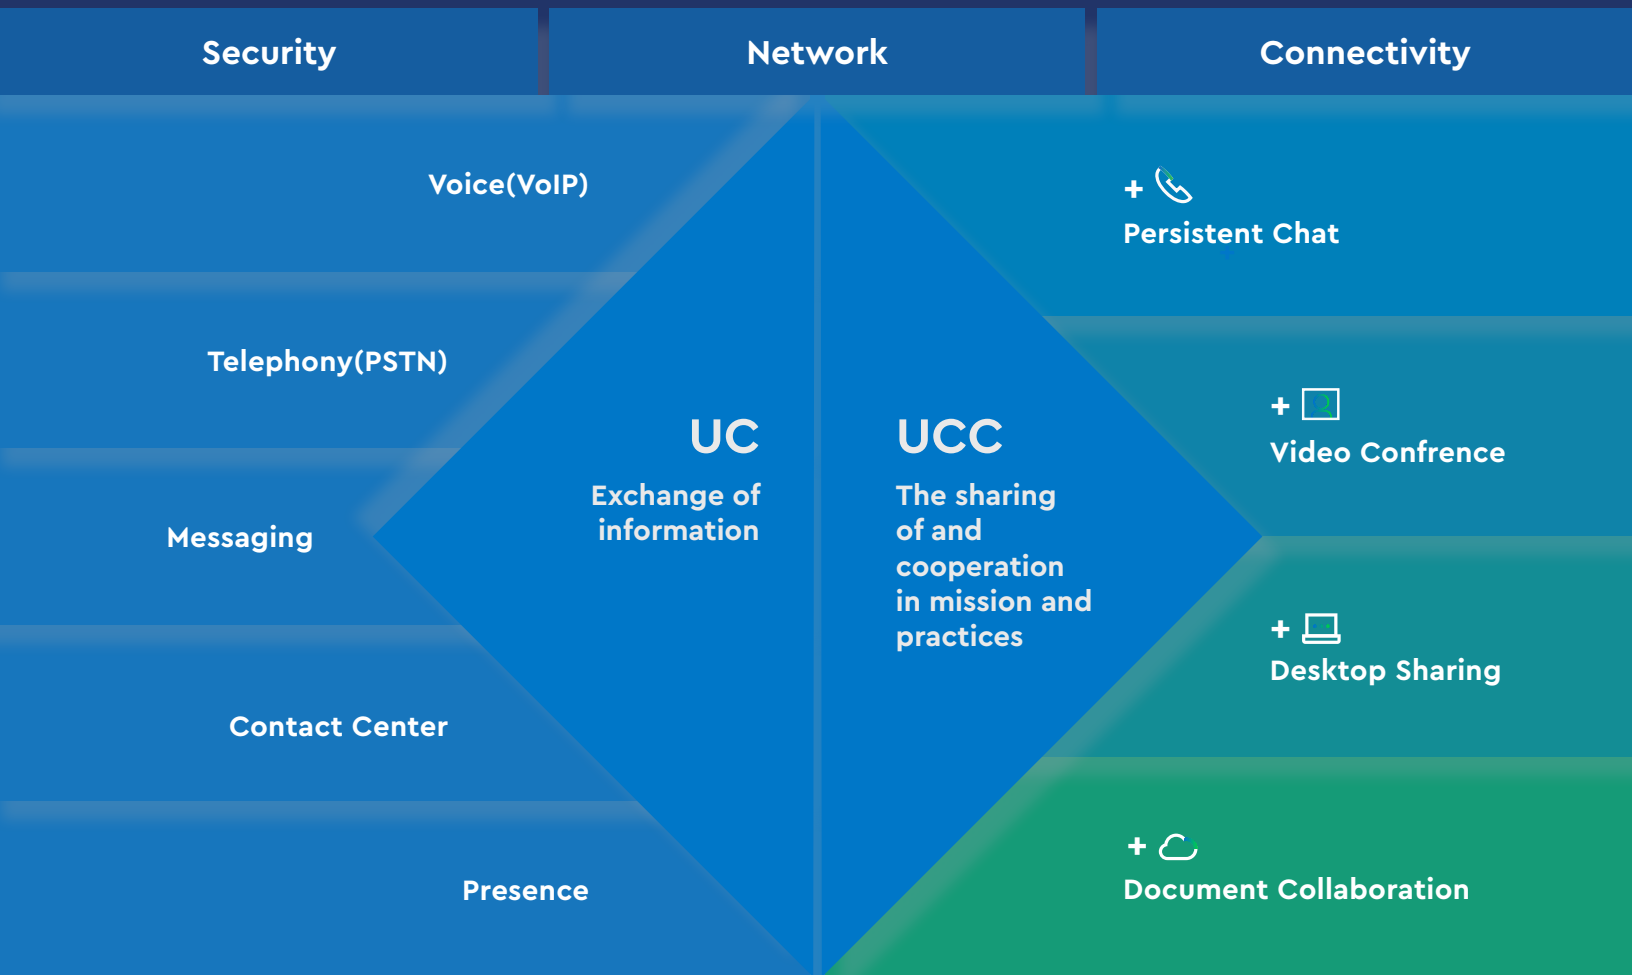 Security
Network
Connectivity
Voice(VoIP)
Telephony(PSTN)
Messaging
Contact Center
Presence
UC
Exchange of
information
UCC
The sharing
of and
cooperation
in mission and
practices
+
Persistent Chat
+
Video Confrence
+
Desktop Sharing
+
Document Collaboration